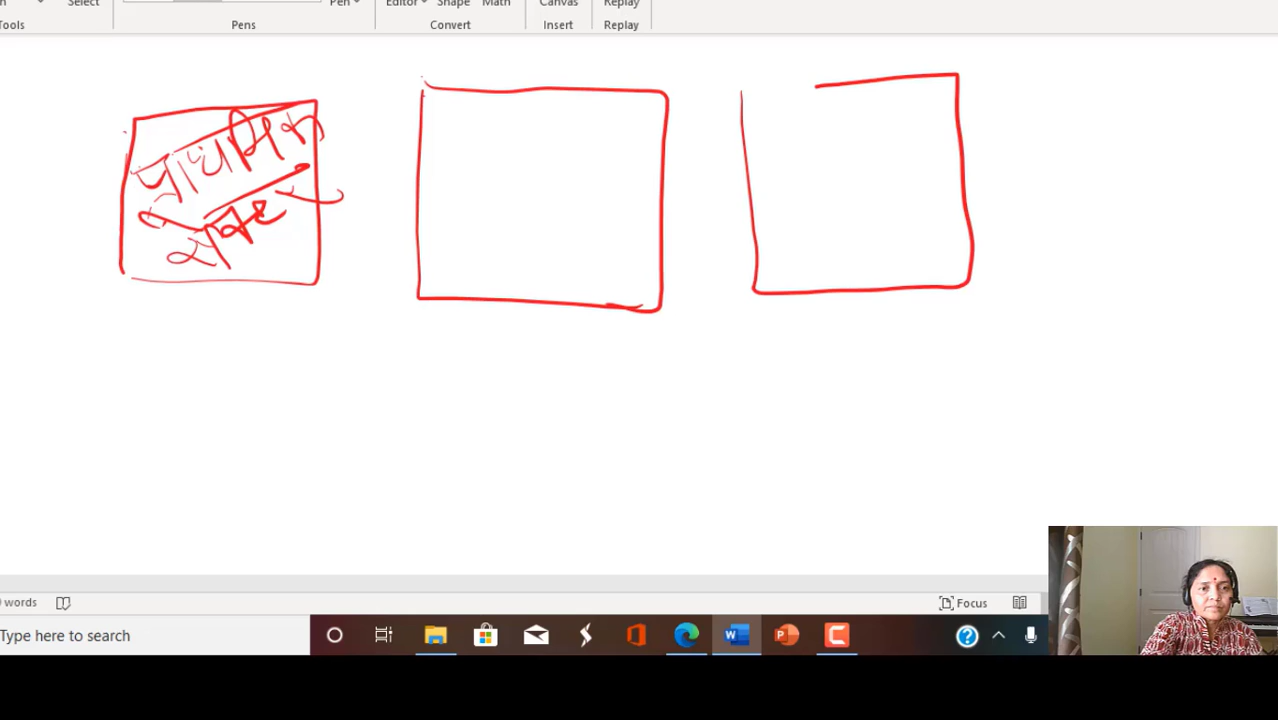 Select
Pen
Editor
Shape
Math
Canvas
Replay
Tools
Pens
Convert
Insert
Replay
प्राथमिक
words
Focus
Type here to search